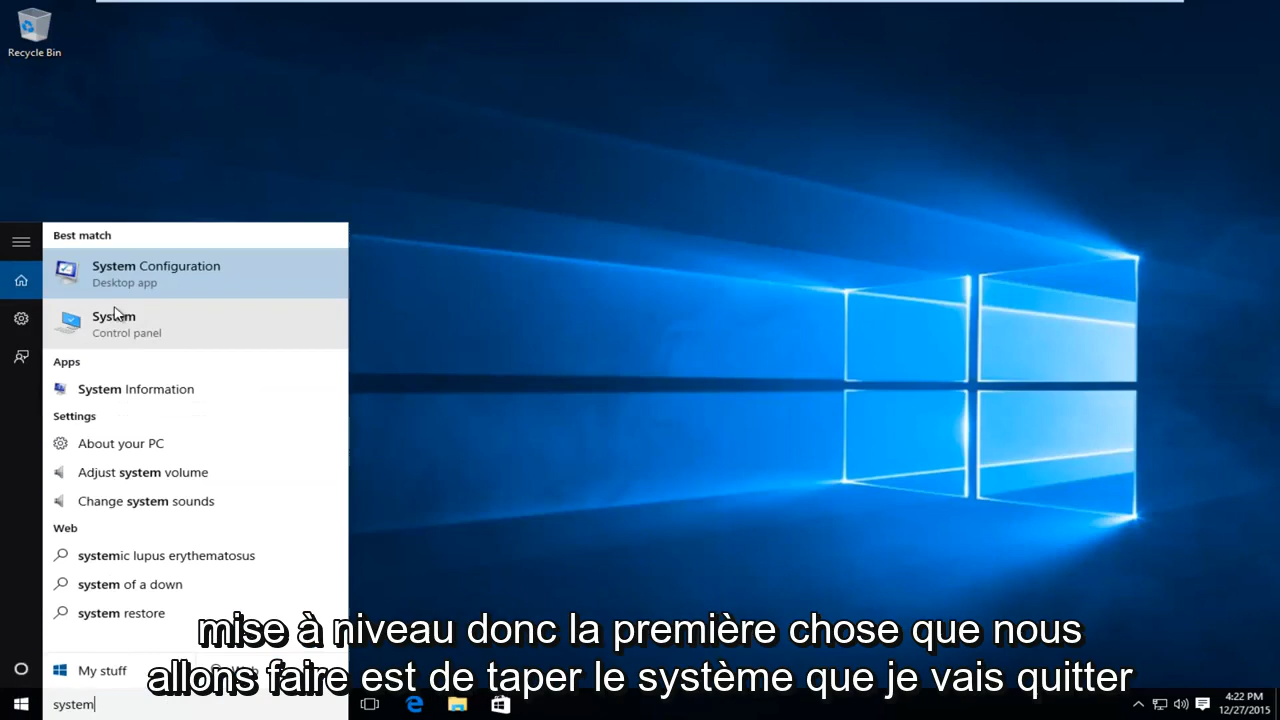 Recycle Bin
Best match
System Configuration
Desktop app
System
Control panel
Apps
System Information
Settings
About your PC
Adjust system volume
Change system sounds
Web
systemic lupus erythematosus
system of a down
system restore
mise à niveau donc la première chose que nous
allons faire est de taper le système que je vais quitter
My stuff
Web
system
4:22 PM
12/27/2015